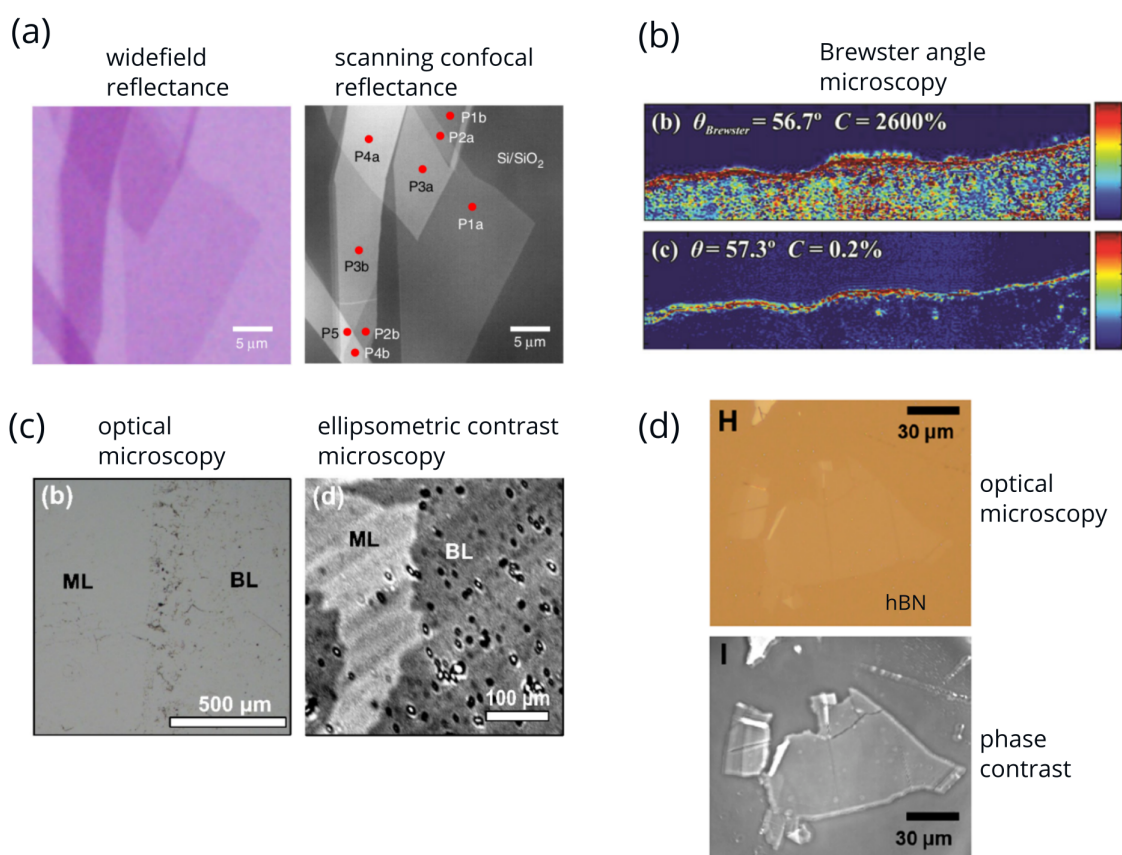 (a)
widefield
reflectance
scanning confocal
reflectance
5 μm
P1b
P2a
P4a
Si/SiO2
P3a
P1a
P3b
P5
P2b
P4b
5 μm
(b)
Brewster angle
microscopy
(b) θBrewster = 56.7º C = 2600%
(c) θ = 57.3º C = 0.2%
(c)
optical
microscopy
ellipsometric contrast
microscopy
(b)
ML
BL
500 μm
(d)
ML
BL
100 μm
(d)
H
30 μm
hBN
optical
microscopy
I
30 μm
phase
contrast